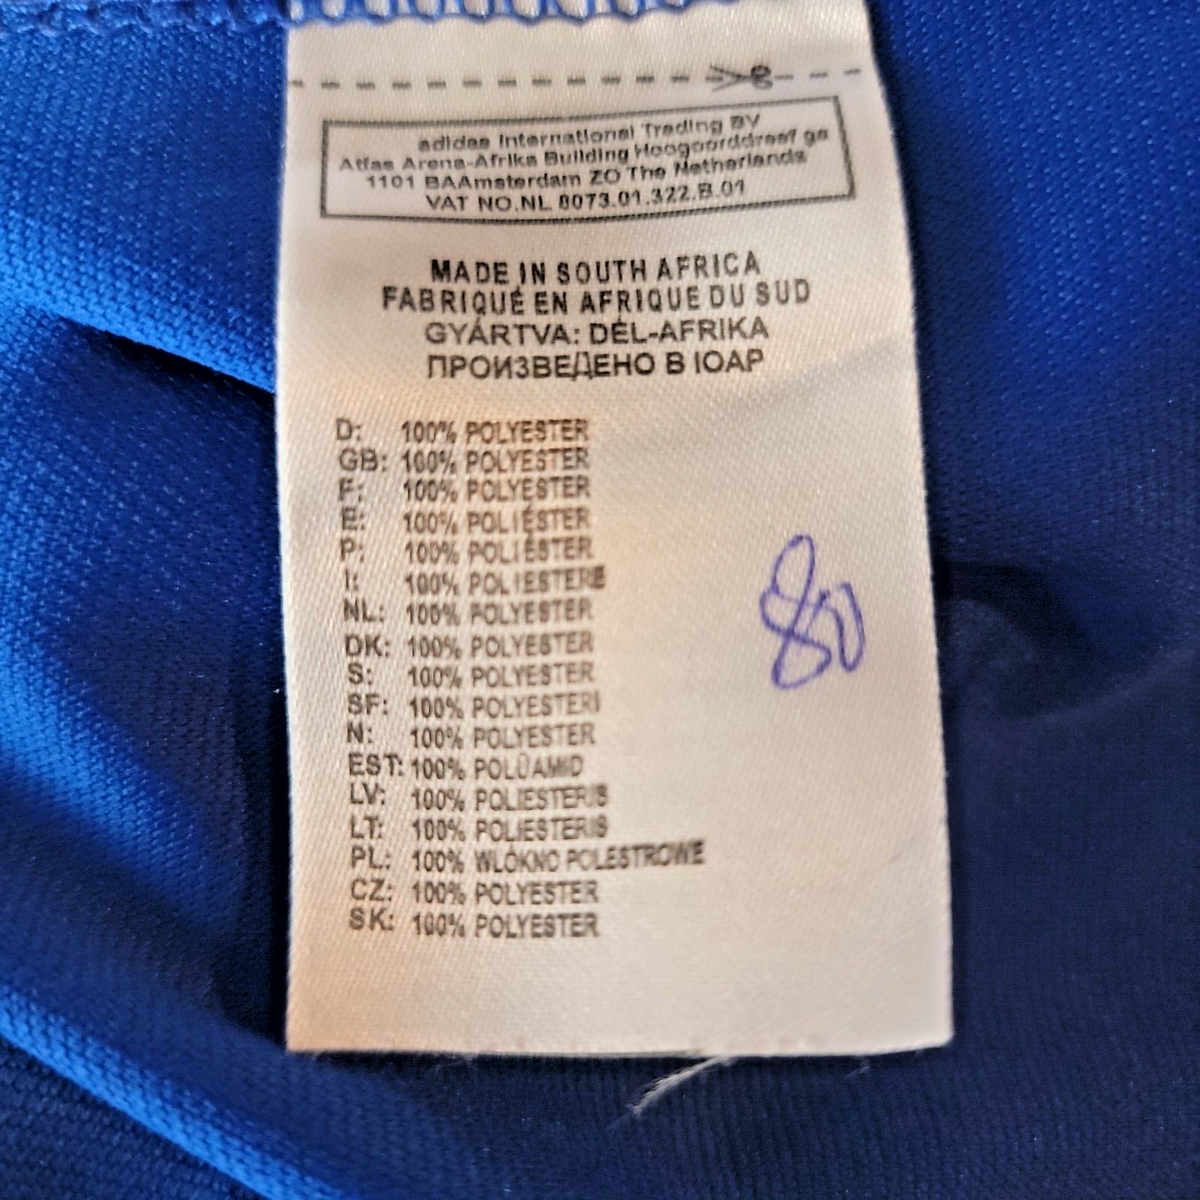 adidas International Trading BV
Atlas Arena-Afrika Building Hoogoorddreef 9a
1101 BAAmsterdam ZO The Netherlands
VAT NO.NL 8073.01.322.B.01
MADE IN SOUTH AFRICA
FABRIQUÉ EN AFRIQUE DU SUD
GYÁRTVA: DÉL-AFRIKA
ПРОИЗВЕДЕНО В ЮАР
D: 100% POLYESTER
GB: 100% POLYESTER
F: 100% POLYESTER
E: 100% POLIÉSTER
P: 100% POLIÉSTER
I: 100% POLIESTERE
NL: 100% POLYESTER
DK: 100% POLYESTER
S: 100% POLYESTER
SF: 100% POLYESTERI
N: 100% POLYESTER
EST: 100% POLÜAMID
LV: 100% POLIESTERIS
LT: 100% POLIESTERIS
PL: 100% WLÓKNO POLESTROWE
CZ: 100% POLYESTER
SK: 100% POLYESTER
80